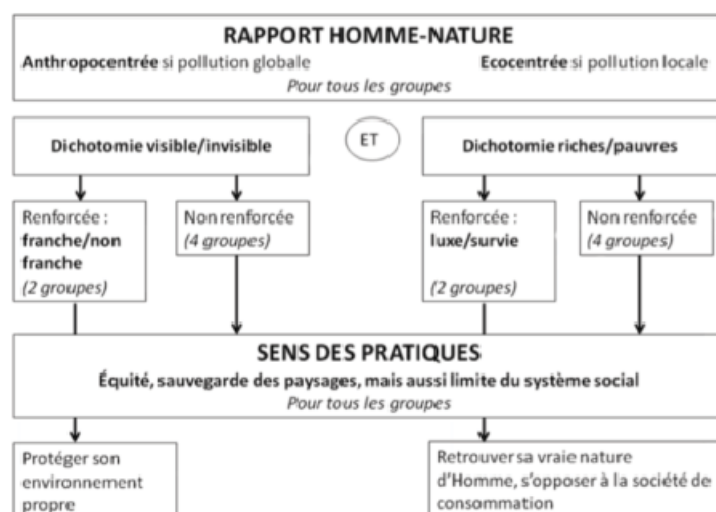 RAPPORT HOMME-NATURE
Anthropocentrée si pollution globale
Ecocentrée si pollution locale
Pour tous les groupes
Dichotomie visible/invisible
ET
Dichotomie riches/pauvres
Renforcée :
franche/non
franche
(2 groupes)
Non renforcée
(4 groupes)
Renforcée :
luxe/survie
(2 groupes)
Non renforcée
(4 groupes)
SENS DES PRATIQUES
Équité, sauvegarde des paysages, mais aussi limite du système social
Pour tous les groupes
Protéger son
environnement
propre
Retrouver sa vraie nature
d'Homme, s'opposer à la société de
consommation